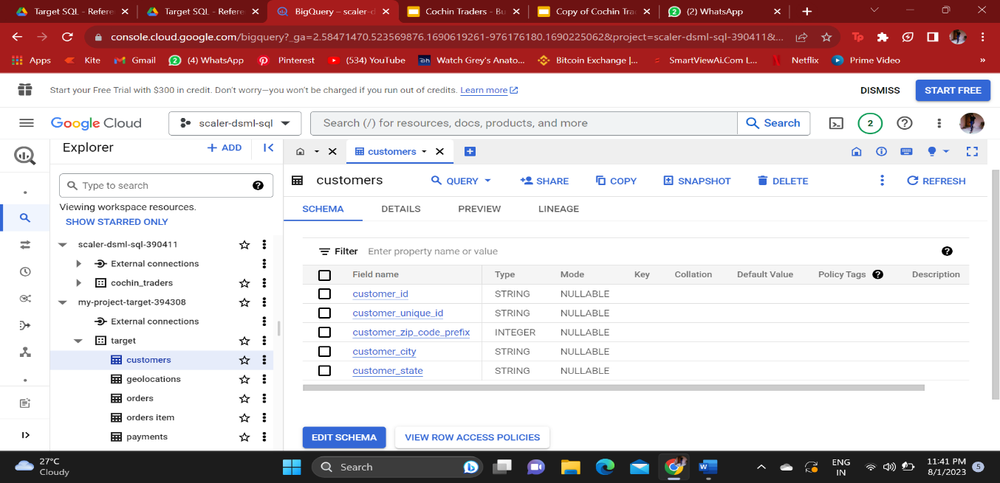 Target SQL - Refere
Target SQL - Refere
BigQuery – scaler-d
Cochin Traders - Bu
Copy of Cochin Trac
(2) WhatsApp
console.cloud.google.com/bigquery?_ga=2.58471470.523569876.1690619261-976176180.1690225062&project=scaler-dsml-sql-390411&...
Tp
Apps
Kite
Gmail
(4) WhatsApp
Pinterest
(534) YouTube
Watch Grey's Anato...
Bitcoin Exchange |...
SmartViewAi.Com L...
Netflix
Prime Video
»
Start your Free Trial with $300 in credit. Don't worry—you won't be charged if you run out of credits. Learn more
DISMISS
START FREE
Google Cloud
scaler-dsml-sql
Search (/) for resources, docs, products, and more
Search
2
Explorer
+ ADD
customers
Type to search
Viewing workspace resources.
SHOW STARRED ONLY
scaler-dsml-sql-390411
External connections
cochin_traders
my-project-target-394308
External connections
target
customers
geolocations
orders
orders item
payments
customers
QUERY
SHARE
COPY
SNAPSHOT
DELETE
REFRESH
SCHEMA
DETAILS
PREVIEW
LINEAGE
Filter Enter property name or value
Field name Type Mode Key Collation Default Value Policy Tags Description
customer_id STRING NULLABLE
customer_unique_id STRING NULLABLE
customer_zip_code_prefix INTEGER NULLABLE
customer_city STRING NULLABLE
customer_state STRING NULLABLE
EDIT SCHEMA
VIEW ROW ACCESS POLICIES
27°C
Cloudy
Search
ENG
IN
11:41 PM
8/1/2023
5